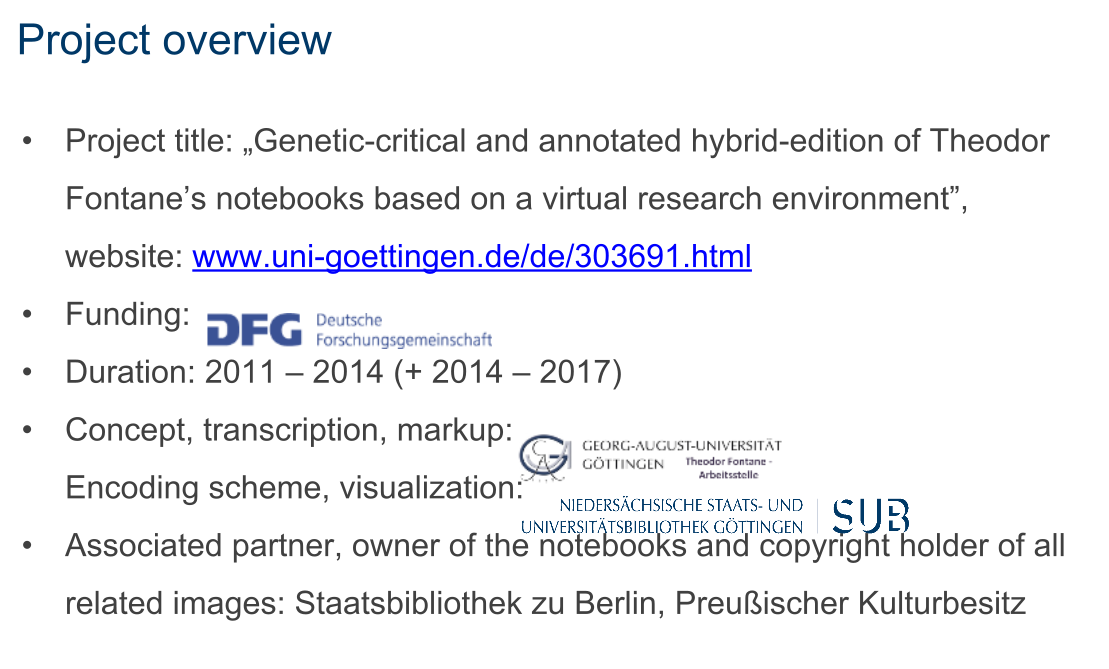 Project overview
• Project title: „Genetic-critical and annotated hybrid-edition of Theodor
Fontane’s notebooks based on a virtual research environment”,
website: www.uni-goettingen.de/de/303691.html
• Funding: DFG Deutsche
Forschungsgemeinschaft
• Duration: 2011 – 2014 (+ 2014 – 2017)
• Concept, transcription, markup:
GEORG-AUGUST-UNIVERSITÄT
GÖTTINGEN Theodor Fontane -
Arbeitsstelle
Encoding scheme, visualization:
NIEDERSÄCHSISCHE STAATS- UND
UNIVERSITÄTSBIBLIOTHEK GÖTTINGEN SUB
• Associated partner, owner of the notebooks and copyright holder of all
related images: Staatsbibliothek zu Berlin, Preußischer Kulturbesitz